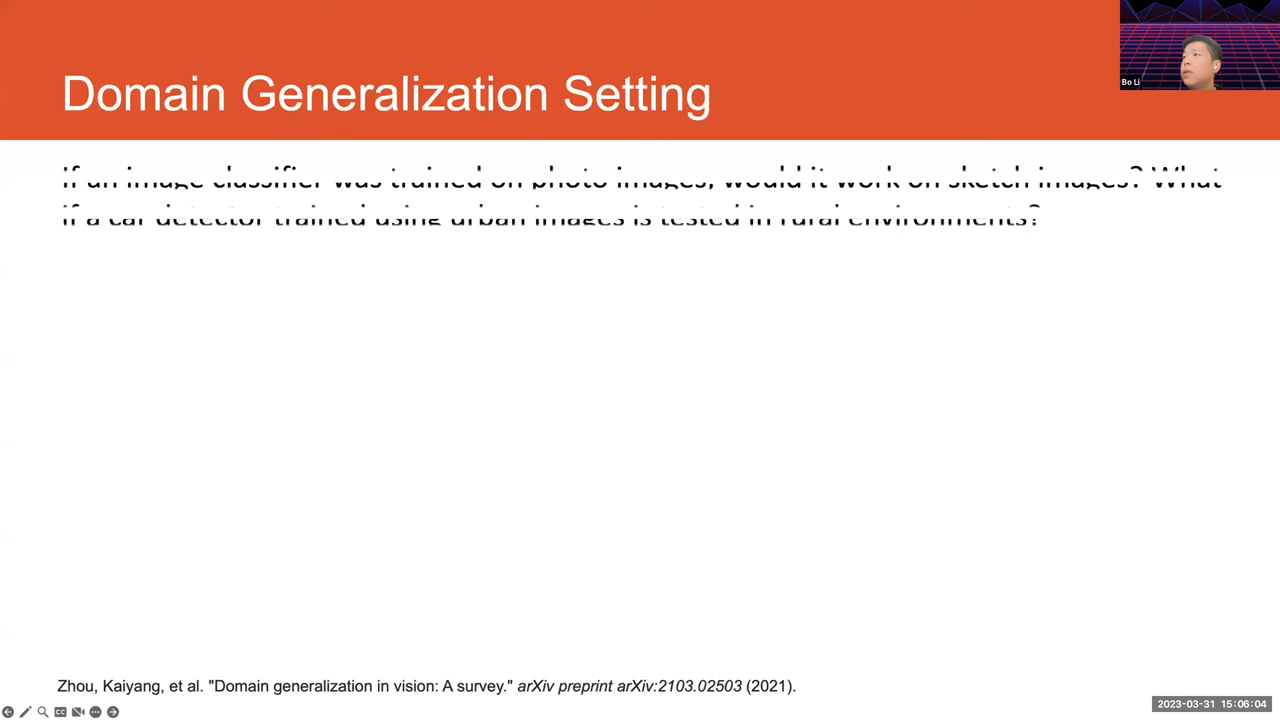 Domain Generalization Setting
Bo Li
If an image classifier was trained on photo images, would it work on sketch images? What
if a car detector trained using urban images is tested in rural environments?
Zhou, Kaiyang, et al. "Domain generalization in vision: A survey." arXiv preprint arXiv:2103.02503 (2021).
CC
2023-03-31 15:06:04